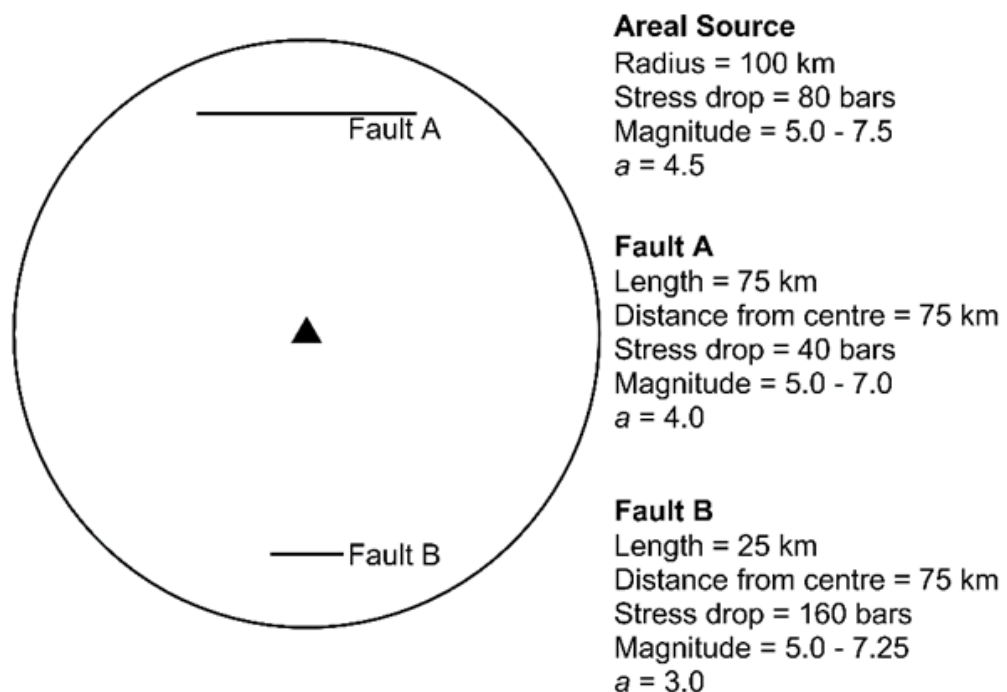 Areal Source
Radius = 100 km
Stress drop = 80 bars
Magnitude = 5.0 - 7.5
a = 4.5
Fault A
Fault A
Length = 75 km
Distance from centre = 75 km
Stress drop = 40 bars
Magnitude = 5.0 - 7.0
a = 4.0
Fault B
Fault B
Length = 25 km
Distance from centre = 75 km
Stress drop = 160 bars
Magnitude = 5.0 - 7.25
a = 3.0